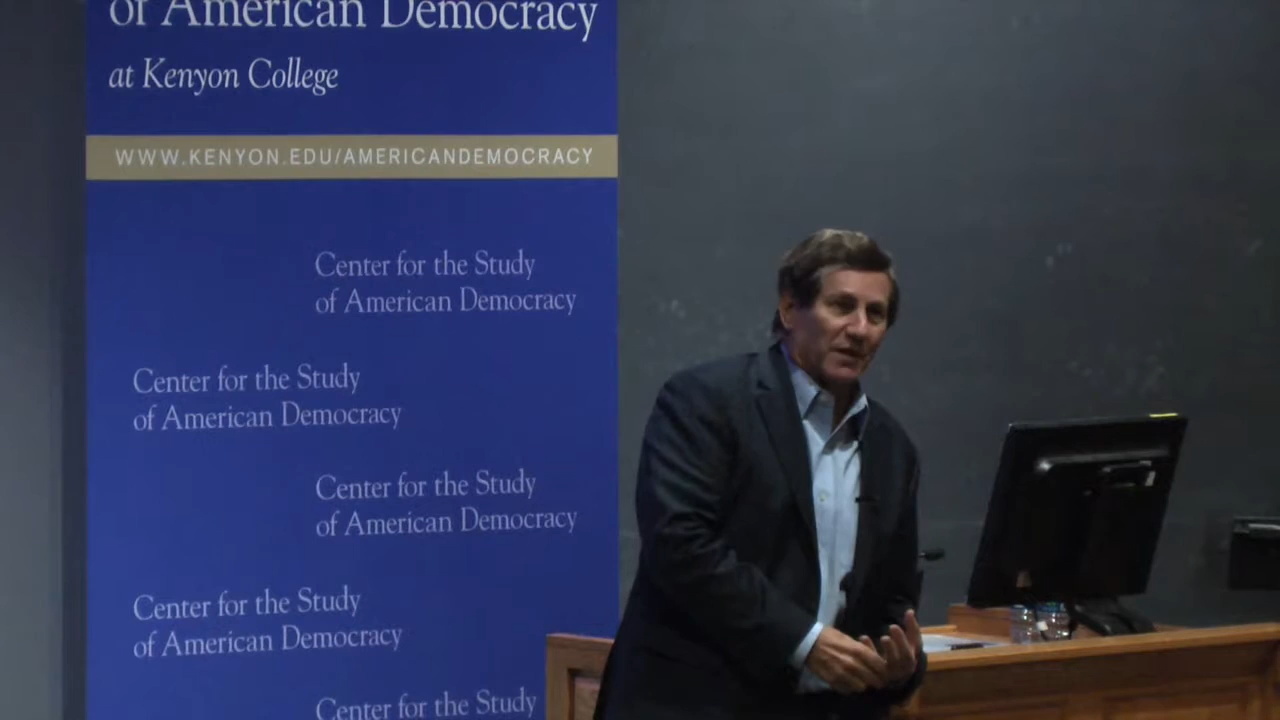 of American Democracy
at Kenyon College
WWW.KENYON.EDU/AMERICANDEMOCRACY
Center for the Study
of American Democracy
Center for the Study
of American Democracy
Center for the Study
of American Democracy
Center for the Study
of American Democracy
Center for the Study